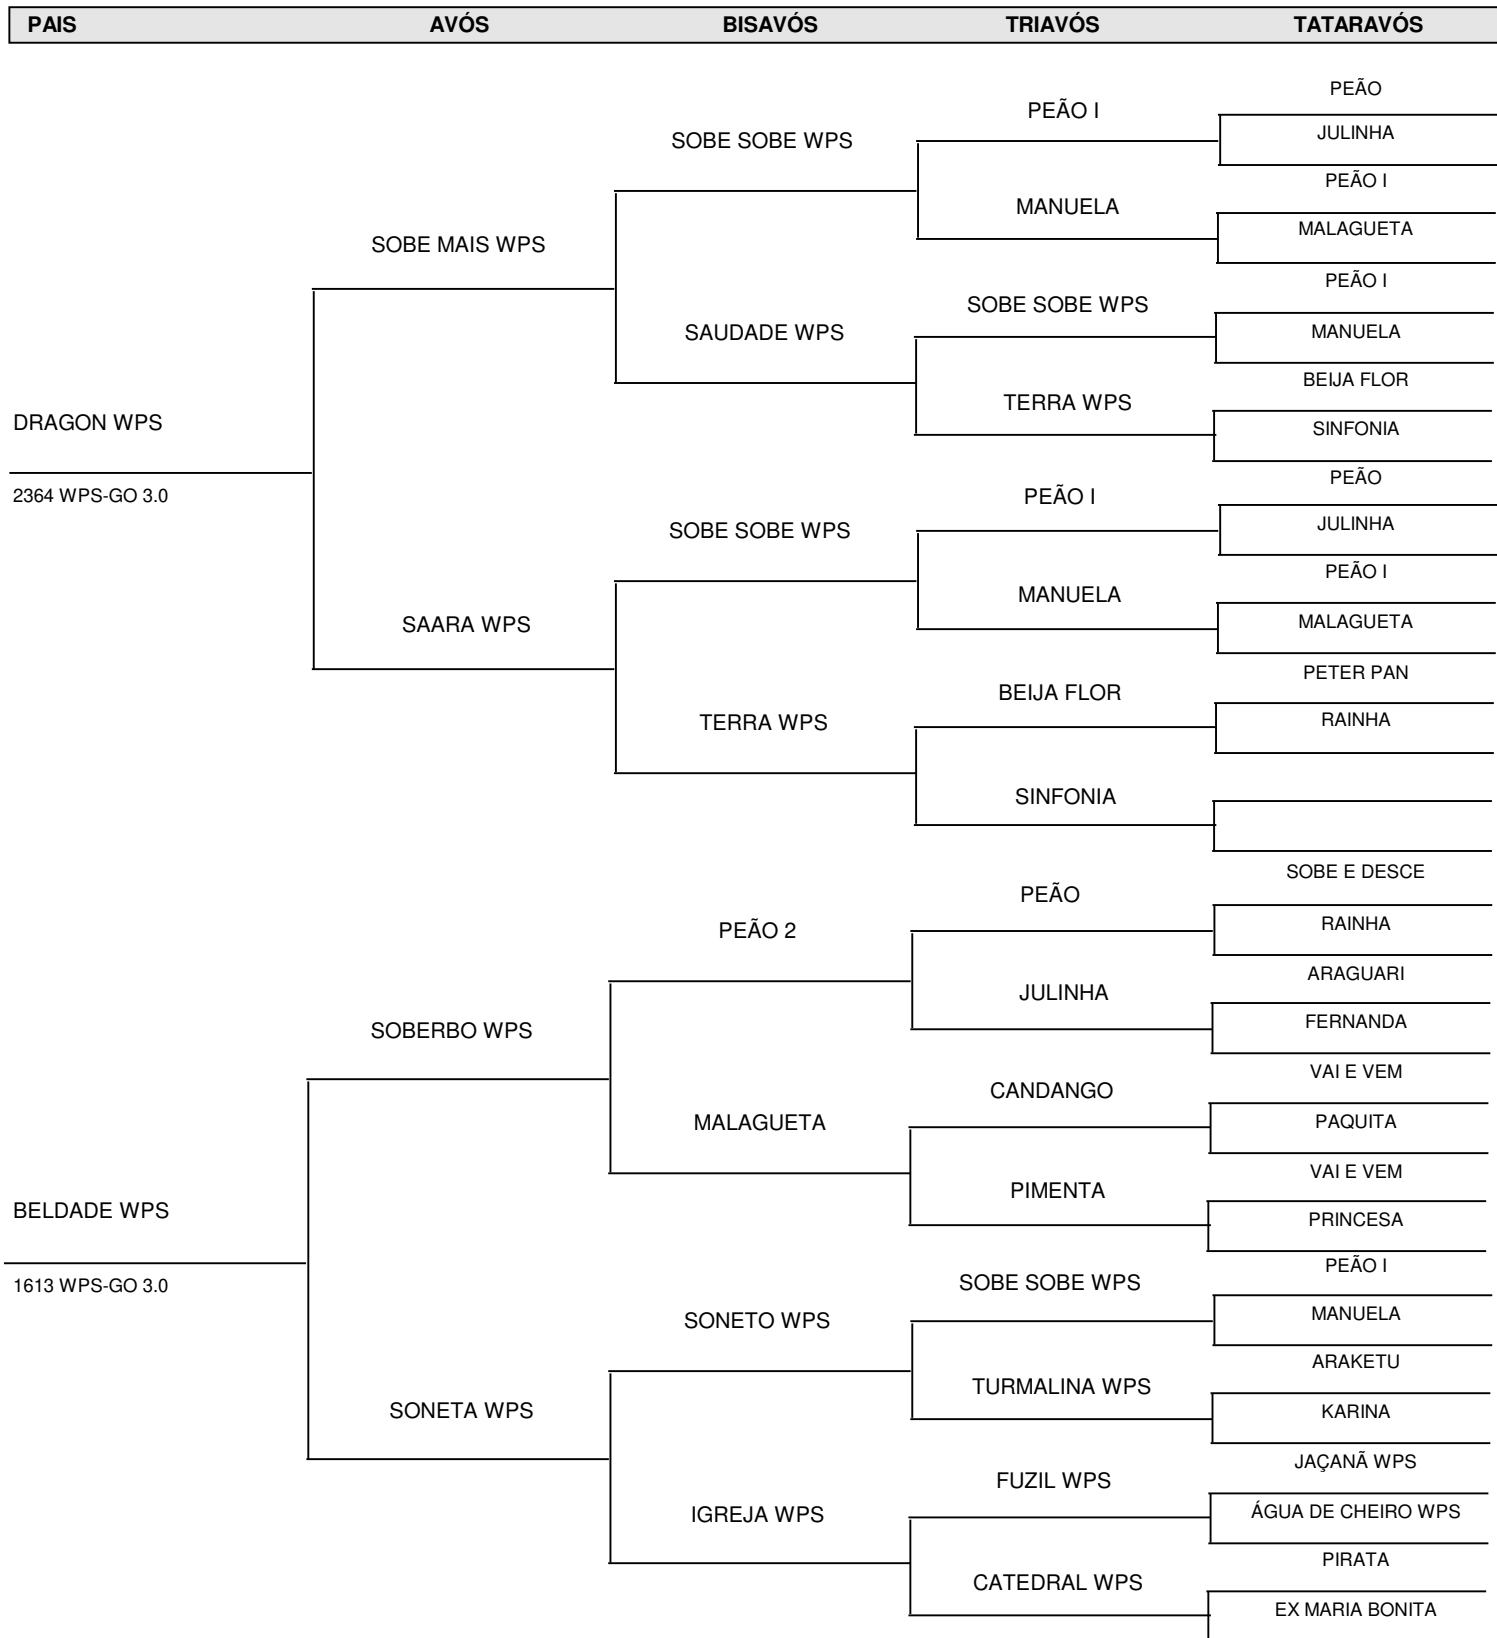 PAIS AVÓS BISAVÓS TRIAVÓS TATARAVÓS
PEÃO
PEÃO I
JULINHA
SOBE SOBE WPS
PEÃO I
MANUELA
MALAGUETA
SOBE MAIS WPS
PEÃO I
SOBE SOBE WPS
SAUDADE WPS
MANUELA
BEIJA FLOR
TERRA WPS
DRAGON WPS
SINFONIA
PEÃO
2364 WPS-GO 3.0
PEÃO I
JULINHA
SOBE SOBE WPS
PEÃO I
MANUELA
MALAGUETA
SAARA WPS
PETER PAN
BEIJA FLOR
RAINHA
TERRA WPS
SINFONIA
SOBE E DESCE
PEÃO
RAINHA
PEÃO 2
ARAGUARI
JULINHA
FERNANDA
SOBERBO WPS
VAI E VEM
CANDANGO
PAQUITA
MALAGUETA
VAI E VEM
PIMENTA
BELDADE WPS
PRINCESA
PEÃO I
1613 WPS-GO 3.0
SOBE SOBE WPS
MANUELA
SONETO WPS
ARAKETU
TURMALINA WPS
SONETA WPS
KARINA
JAÇANÃ WPS
FUZIL WPS
ÁGUA DE CHEIRO WPS
IGREJA WPS
PIRATA
CATEDRAL WPS
EX MARIA BONITA